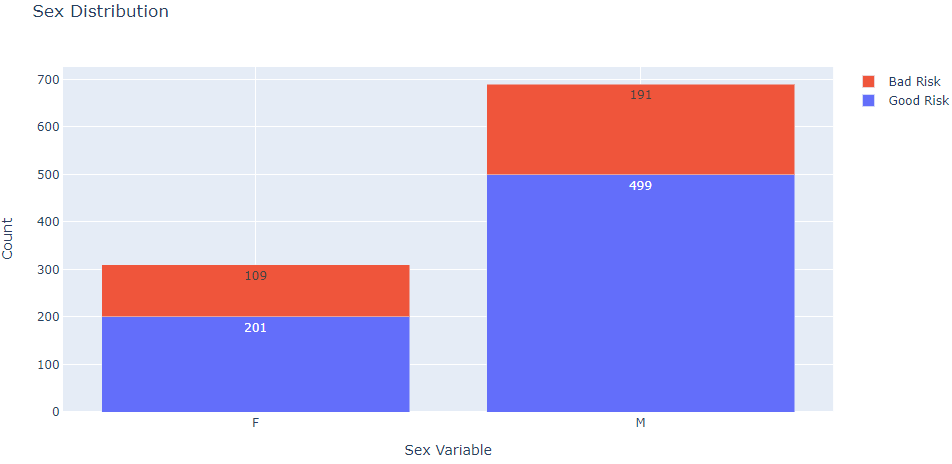 Sex Distribution
Bad Risk
Good Risk
700
600
500
400
300
200
100
0
Count
191
499
109
201
F
M
Sex Variable